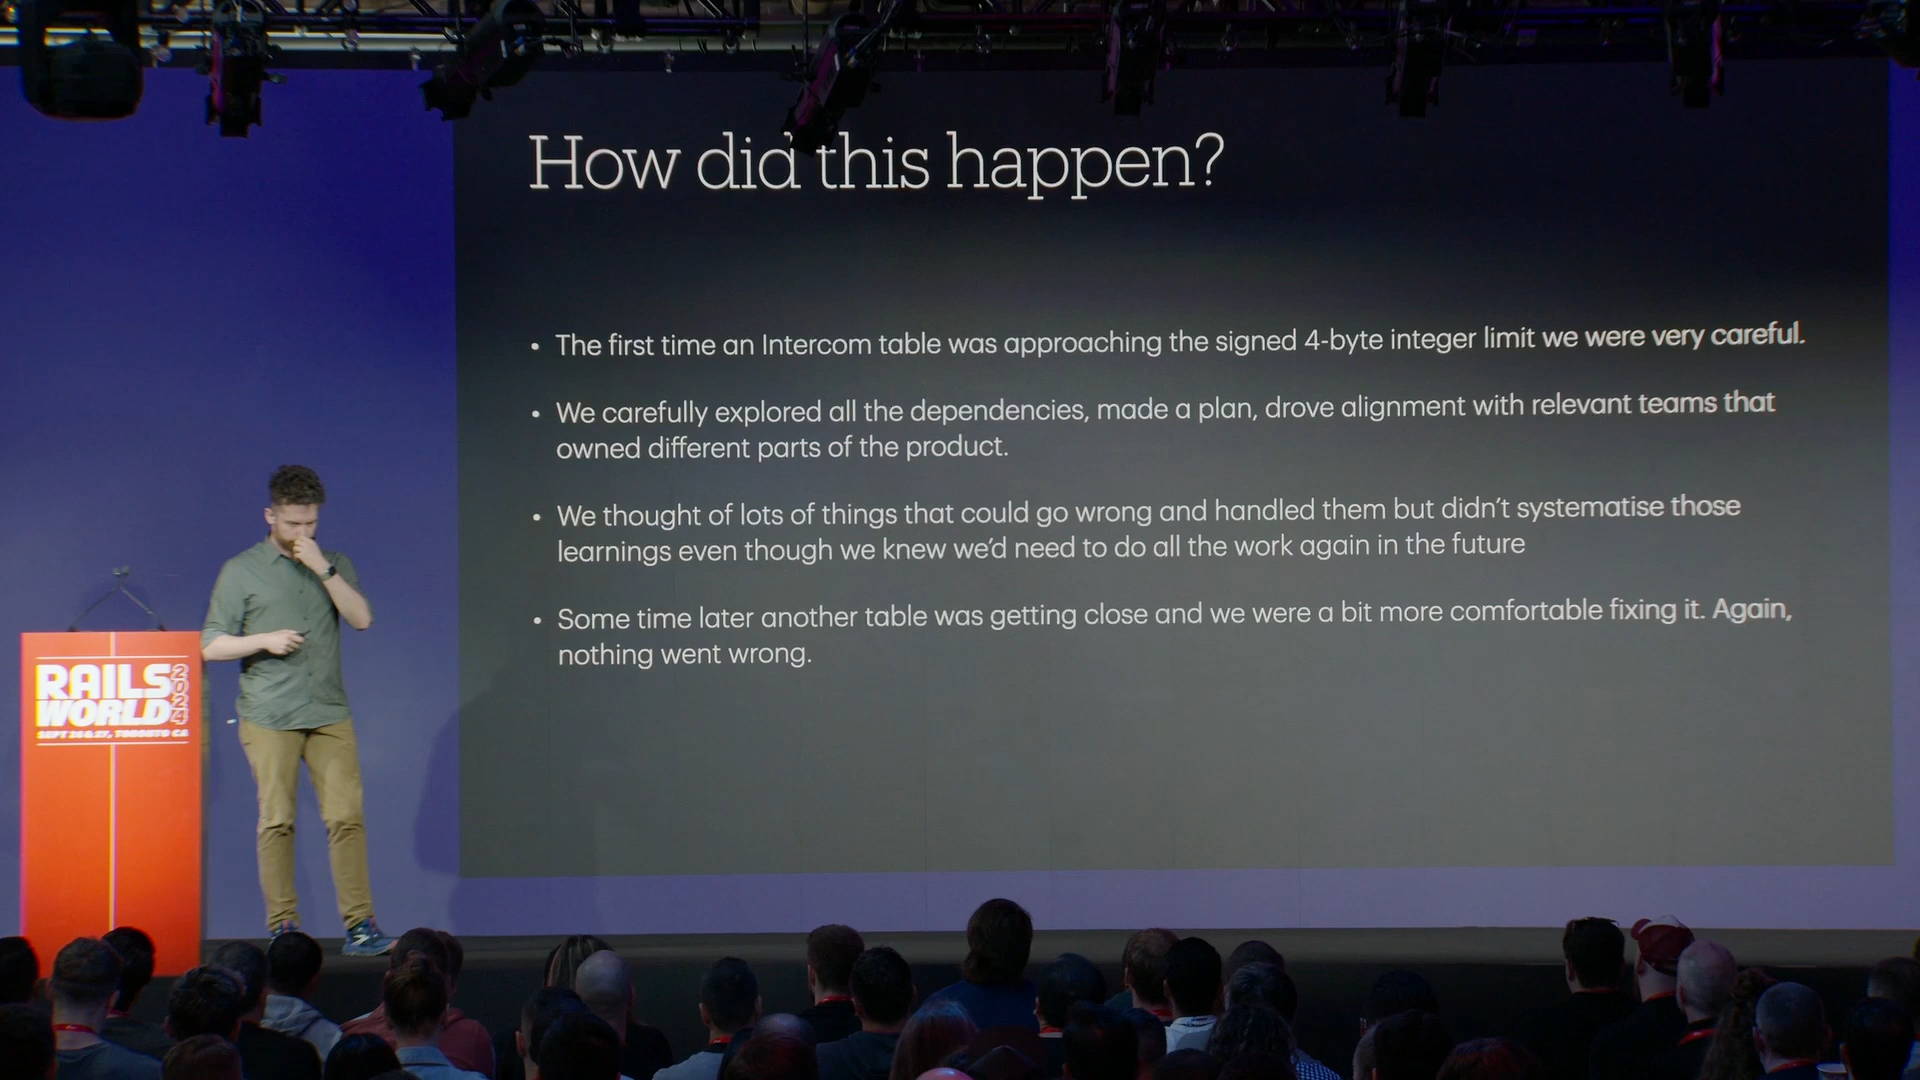 How did this happen?
• The first time an Intercom table was approaching the signed 4-byte integer limit we were very careful.
• We carefully explored all the dependencies, made a plan, drove alignment with relevant teams that
owned different parts of the product.
• We thought of lots of things that could go wrong and handled them but didn’t systematise those
learnings even though we knew we’d need to do all the work again in the future
• Some time later another table was getting close and we were a bit more comfortable fixing it. Again,
nothing went wrong.
RAILS
WORLD
2024
SEPT 26 & 27, TORONTO CA